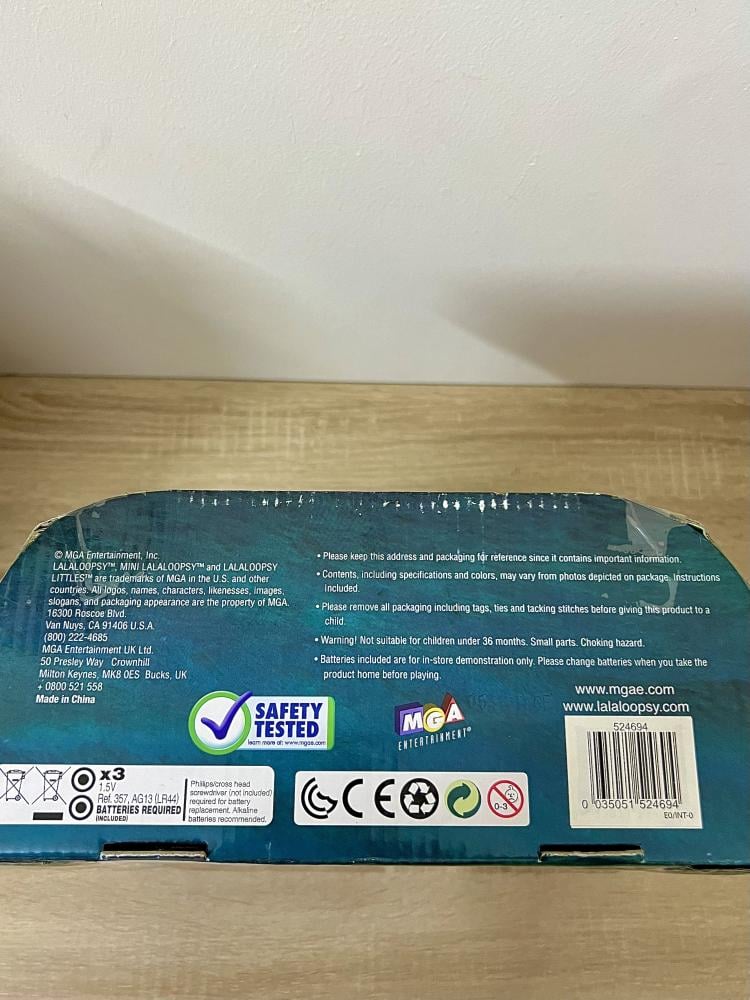 © MGA Entertainment, Inc.
LALALOOPSY™, MINI LALALOOPSY™ and LALALOOPSY
LITTLES™ are trademarks of MGA in the U.S. and other
countries. All logos, names, characters, likenesses, images,
slogans, and packaging appearance are the property of MGA.
16300 Roscoe Blvd.
Van Nuys, CA 91406 U.S.A.
(800) 222-4685
MGA Entertainment UK Ltd.
50 Presley Way Crownhill
Milton Keynes, MK8 0ES Bucks, UK
+ 0800 521 558
Made in China
• Please keep this address and packaging for reference since it contains important information.
• Contents, including specifications and colors, may vary from photos depicted on package. Instructions
included.
• Please remove all packaging including tags, ties and tacking stitches before giving this product to a
child.
• Warning! Not suitable for children under 36 months. Small parts. Choking hazard.
• Batteries included are for in-store demonstration only. Please change batteries when you take the
product home before playing.
www.mgae.com
www.lalaloopsy.com
SAFETY
TESTED
learn more at: www.mgae.com
MGA
ENTERTAINMENT®
524694
0 035051 524694
E0/INT-0
x3
1.5V
Ref. 357, AG13 (LR44)
BATTERIES REQUIRED
(INCLUDED)
Phillips/cross head
screwdriver (not included)
required for battery
replacement. Alkaline
batteries recommended.
CE
0-3